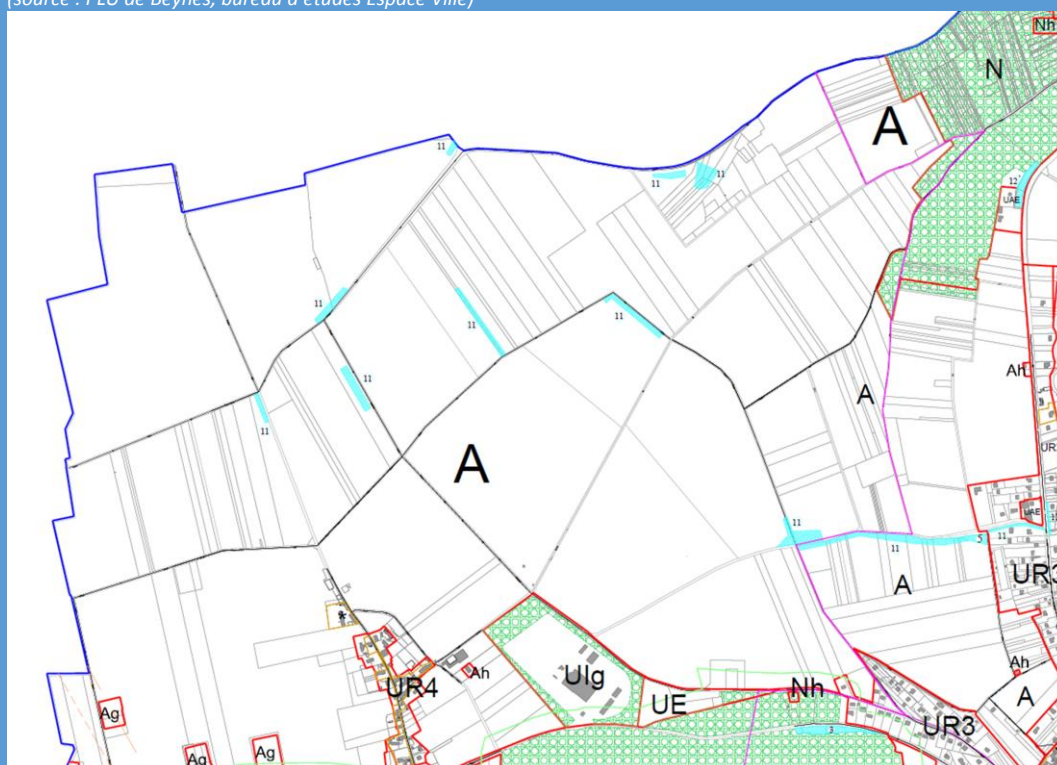 (source : PLU de Beynes, bureau d'études Espace Ville)
Nh
N
A
11
11
11
12
UAE
11
11
11
11
11
Ah
A
UR
A
UAE
11
5
11
11
A
UR3
UIg
Ah
UR4
Nh
Ah
UE
A
Ag
UR3
3
Ag
Ag